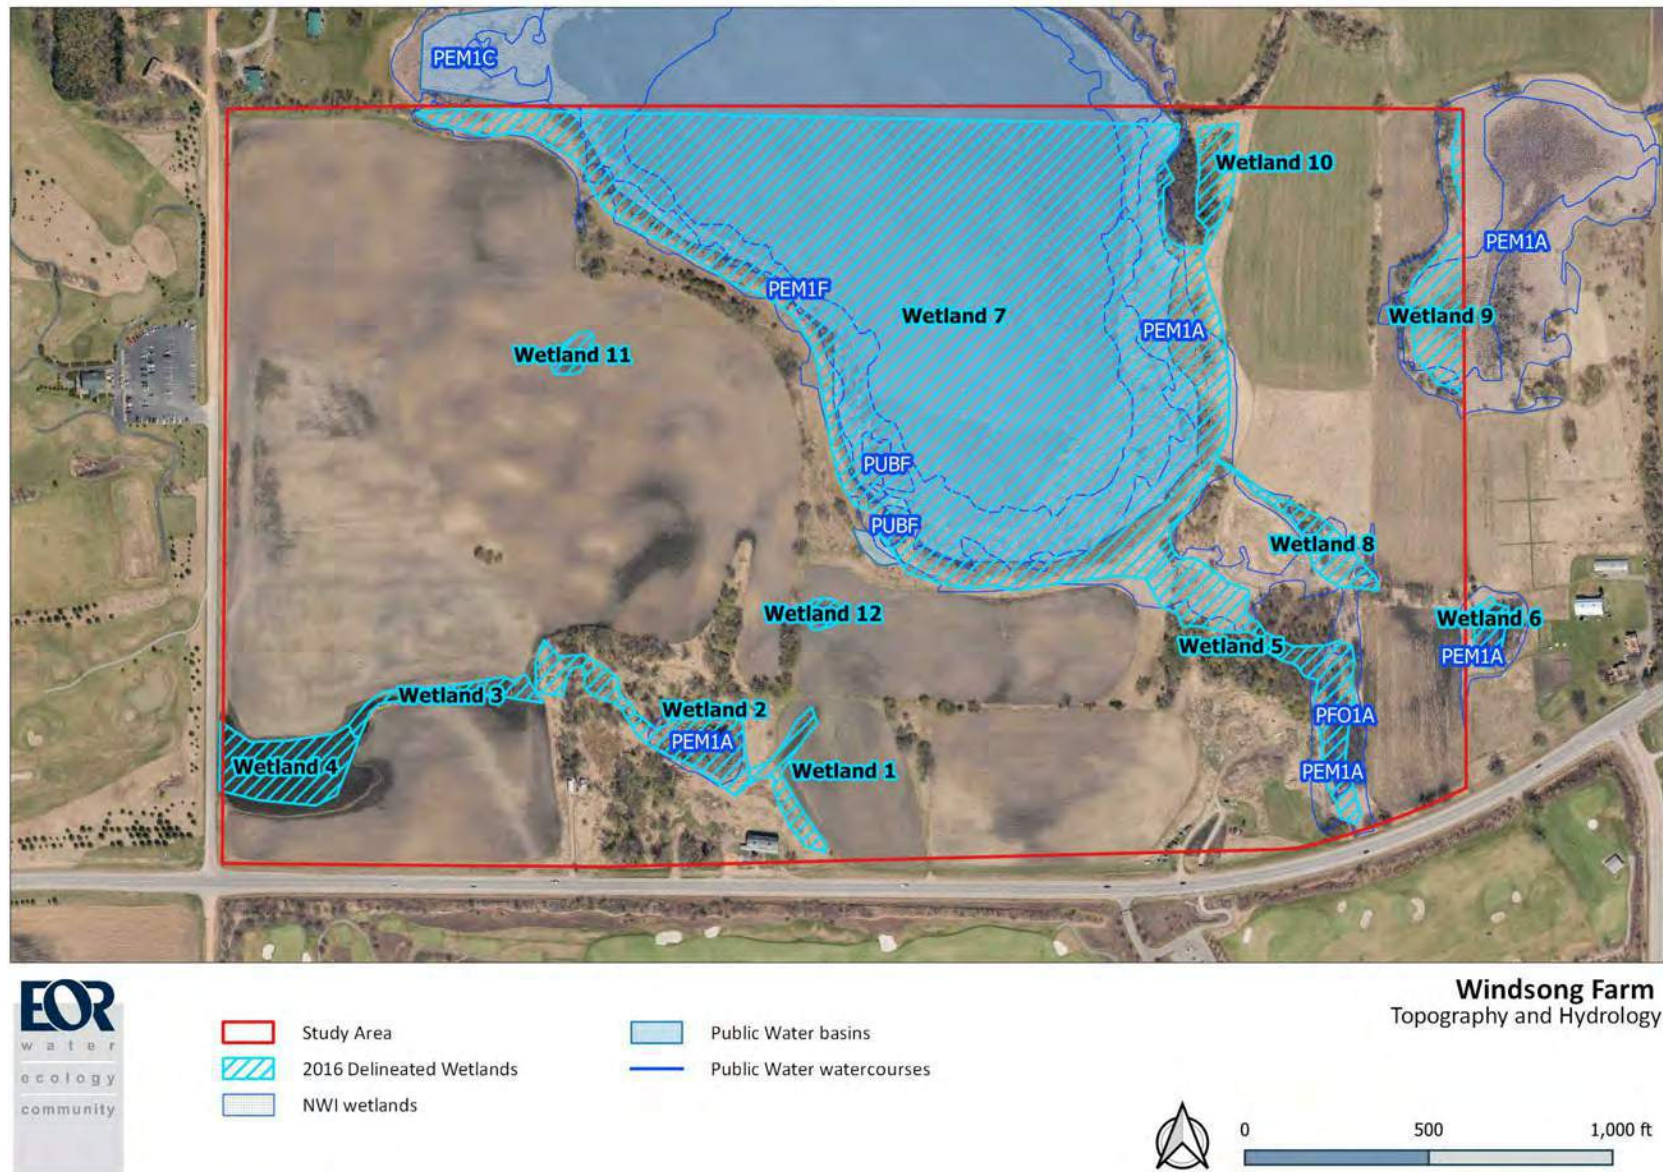 PEM1C
Wetland 10
PEM1A
PEM1F
Wetland 7
Wetland 9
PEM1A
Wetland 11
PUBF
PUBF
Wetland 8
Wetland 12
Wetland 6
Wetland 5
PEM1A
Wetland 3
Wetland 2
PFO1A
PEM1A
Wetland 4
Wetland 1
PEM1A
EOR
water
ecology
community
Study Area
2016 Delineated Wetlands
NWI wetlands
Public Water basins
Public Water watercourses
Windsong Farm
Topography and Hydrology
0 500 1,000 ft